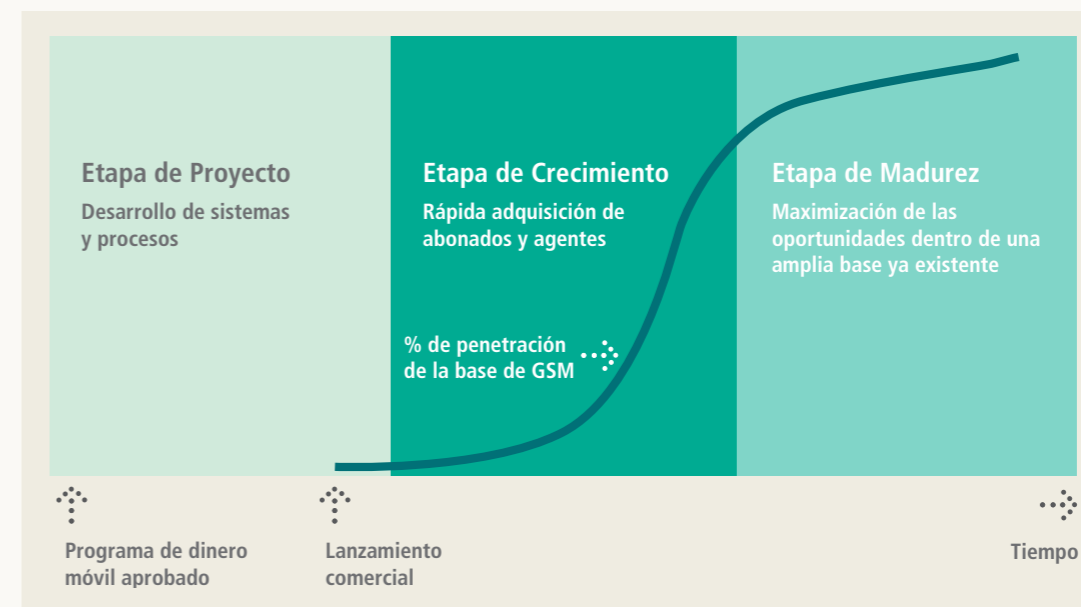 Etapa de Proyecto
Desarrollo de sistemas
y procesos
Etapa de Crecimiento
Rápida adquisición de
abonados y agentes
% de penetración
de la base de GSM
Etapa de Madurez
Maximización de las
oportunidades dentro de una
amplia base ya existente
Programa de dinero
móvil aprobado
Lanzamiento
comercial
Tiempo